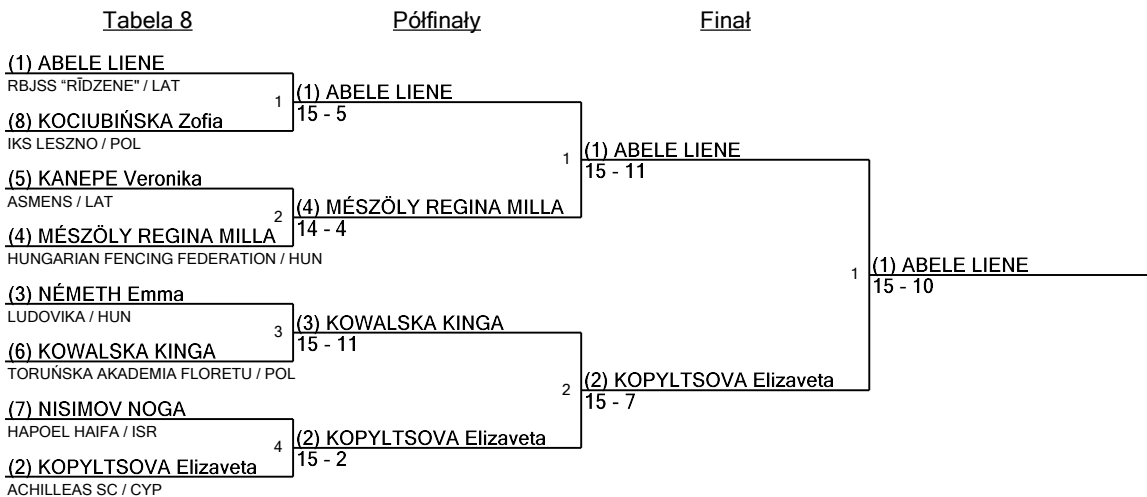 Tabela 8
Półfinały
Finał
(1) ABELE LIENE
RBJSS “RĪDZENE" / LAT
1
(8) KOCIUBIŃSKA Zofia
IKS LESZNO / POL
(5) KANEPE Veronika
ASMENS / LAT
2
(4) MÉSZÖLY REGINA MILLA
HUNGARIAN FENCING FEDERATION / HUN
(3) NÉMETH Emma
LUDOVIKA / HUN
3
(6) KOWALSKA KINGA
TORUŃSKA AKADEMIA FLORETU / POL
(7) NISIMOV NOGA
HAPOEL HAIFA / ISR
4
(2) KOPYLTSOVA Elizaveta
ACHILLEAS SC / CYP
(1) ABELE LIENE
15 - 5
1
(4) MÉSZÖLY REGINA MILLA
14 - 4
(3) KOWALSKA KINGA
15 - 11
2
(2) KOPYLTSOVA Elizaveta
15 - 2
(1) ABELE LIENE
15 - 11
1
(2) KOPYLTSOVA Elizaveta
15 - 7
(1) ABELE LIENE
15 - 10